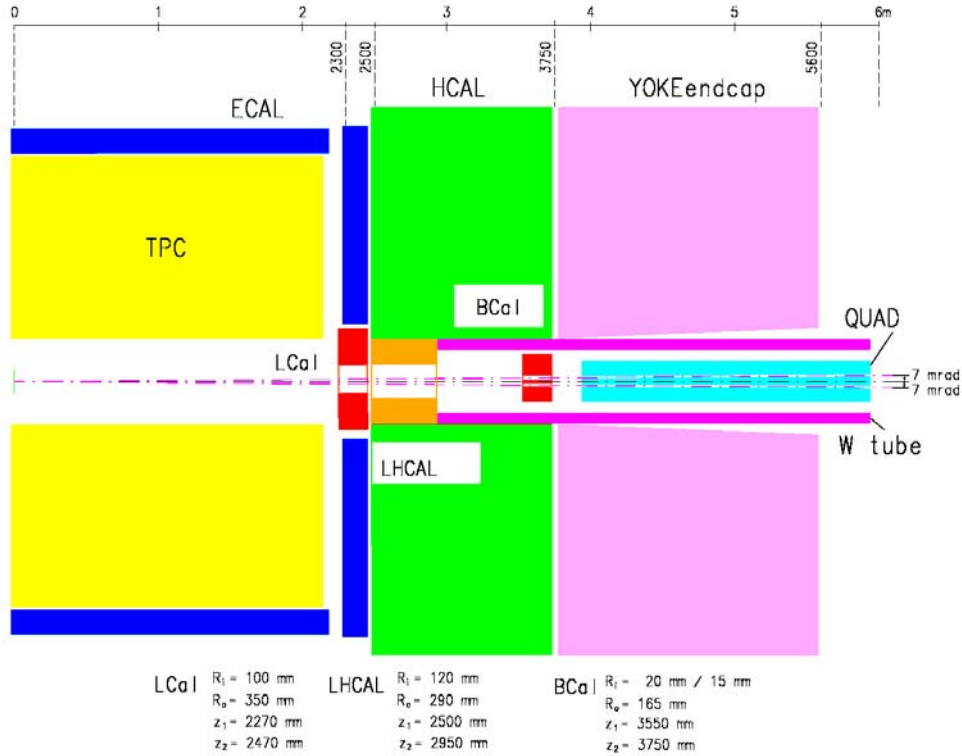 0 1 2 3 4 5 6m
2300 2500 3750 5600
HCAL YOKEendcap
ECAL
TPC
BCal
QUAD
LCal
7 mrad
7 mrad
W tube
LHCAL
LCal Ri = 100 mm
Ro = 350 mm
z1 = 2270 mm
z2 = 2470 mm
LHCAL Ri = 120 mm
Ro = 290 mm
z1 = 2500 mm
z2 = 2950 mm
BCal Ri = 20 mm / 15 mm
Ro = 165 mm
z1 = 3550 mm
z2 = 3750 mm